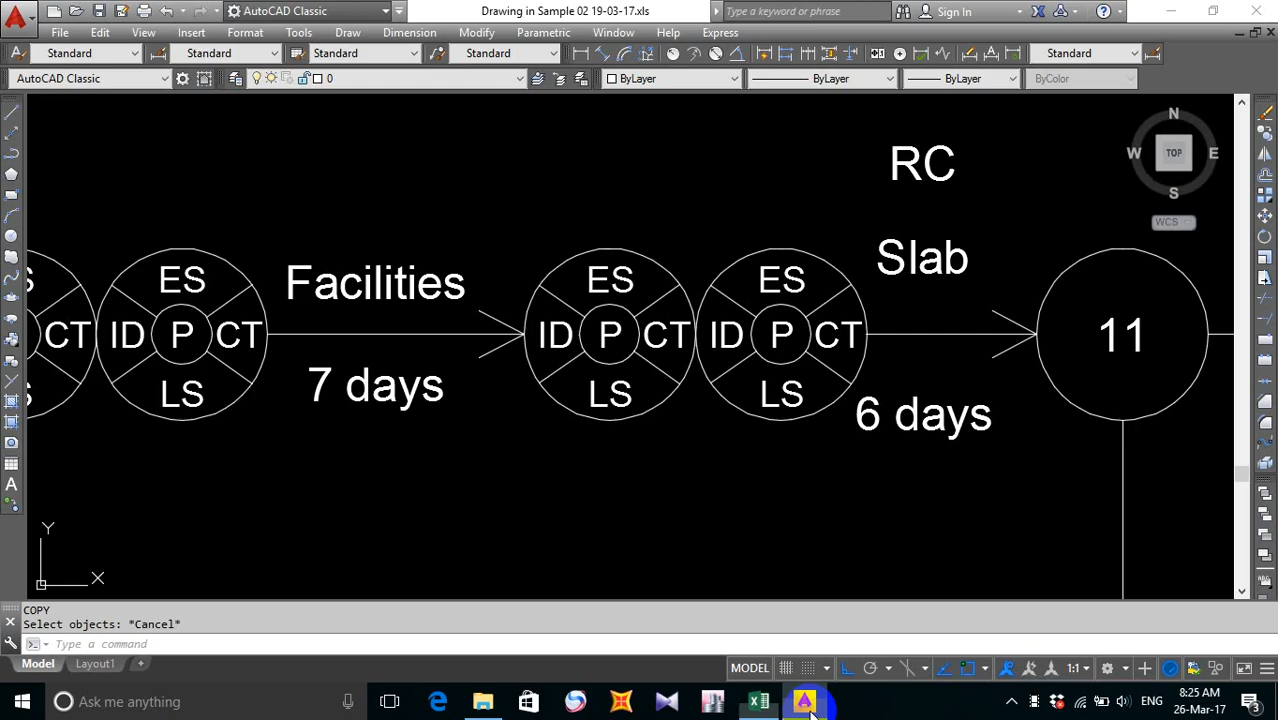 AutoCAD Classic
Drawing in Sample 02 19-03-17.xls
Type a keyword or phrase
Sign In
File Edit View Insert Format Tools Draw Dimension Modify Parametric Window Help Express
Standard Standard Standard Standard Standard
AutoCAD Classic 0 ByLayer ByLayer ByLayer ByColor
N
W TOP E
S
WCS
RC
Slab
ES
ID P CT
LS
Facilities
7 days
ES
ID P CT
LS
ES
ID P CT
LS
6 days
11
CT
Y
X
COPY
Select objects: *Cancel*
Type a command
Model Layout1 +
MODEL 1:1
Ask me anything
ENG
8:25 AM
26-Mar-17
3